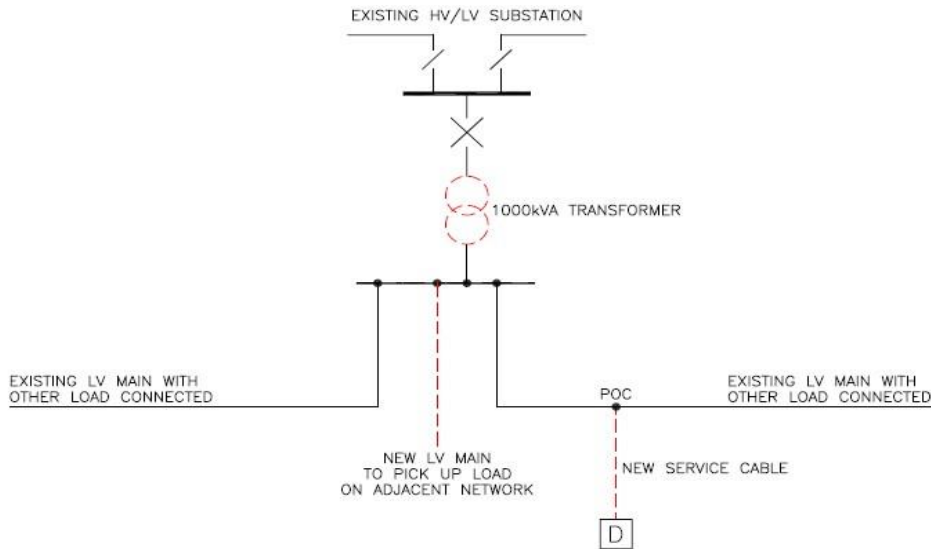 EXISTING HV/LV SUBSTATION
1000kVA TRANSFORMER
EXISTING LV MAIN WITH
OTHER LOAD CONNECTED
POC
EXISTING LV MAIN WITH
OTHER LOAD CONNECTED
NEW LV MAIN
TO PICK UP LOAD
ON ADJACENT NETWORK
NEW SERVICE CABLE
D